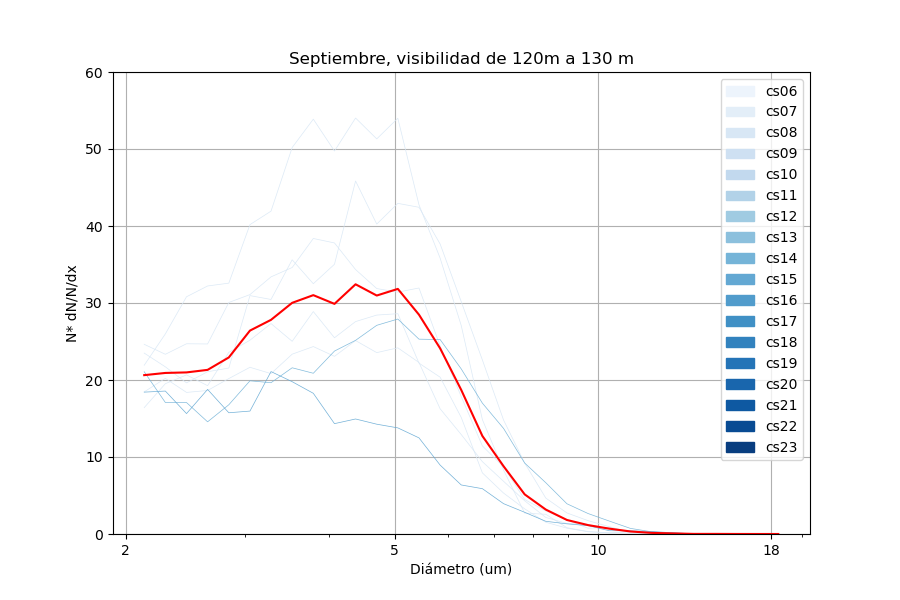 Septiembre, visibilidad de 120m a 130 m
N* dN/N/dx
60
50
40
30
20
10
0
2
5
10
18
Diámetro (um)
cs06
cs07
cs08
cs09
cs10
cs11
cs12
cs13
cs14
cs15
cs16
cs17
cs18
cs19
cs20
cs21
cs22
cs23